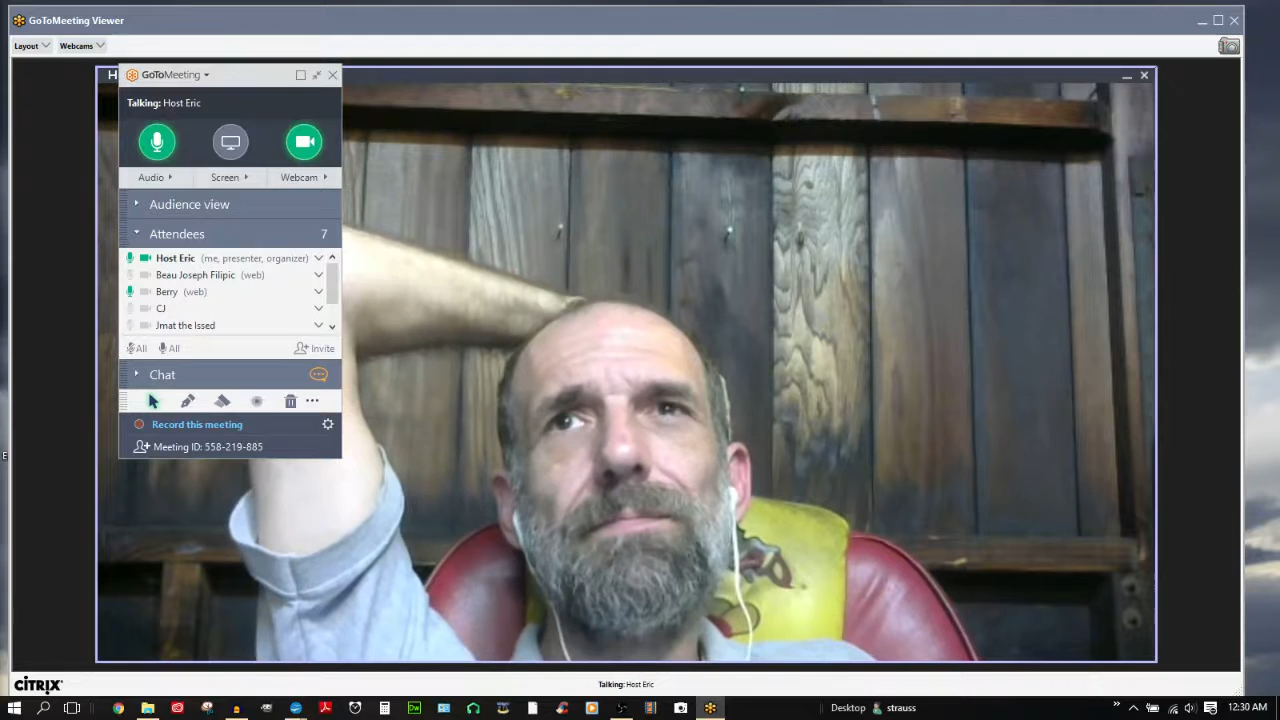 GoToMeeting Viewer
Layout
Webcams
H
GoToMeeting
Talking: Host Eric
Audio
Screen
Webcam
Audience view
Attendees 7
Host Eric (me, presenter, organizer)
Beau Joseph Filipic (web)
Berry (web)
CJ
Jmat the Issed
All
All
Invite
Chat
Record this meeting
Meeting ID: 558-219-885
E
CİTRIX
Talking: Host Eric
Dw
Desktop
strauss
12:30 AM